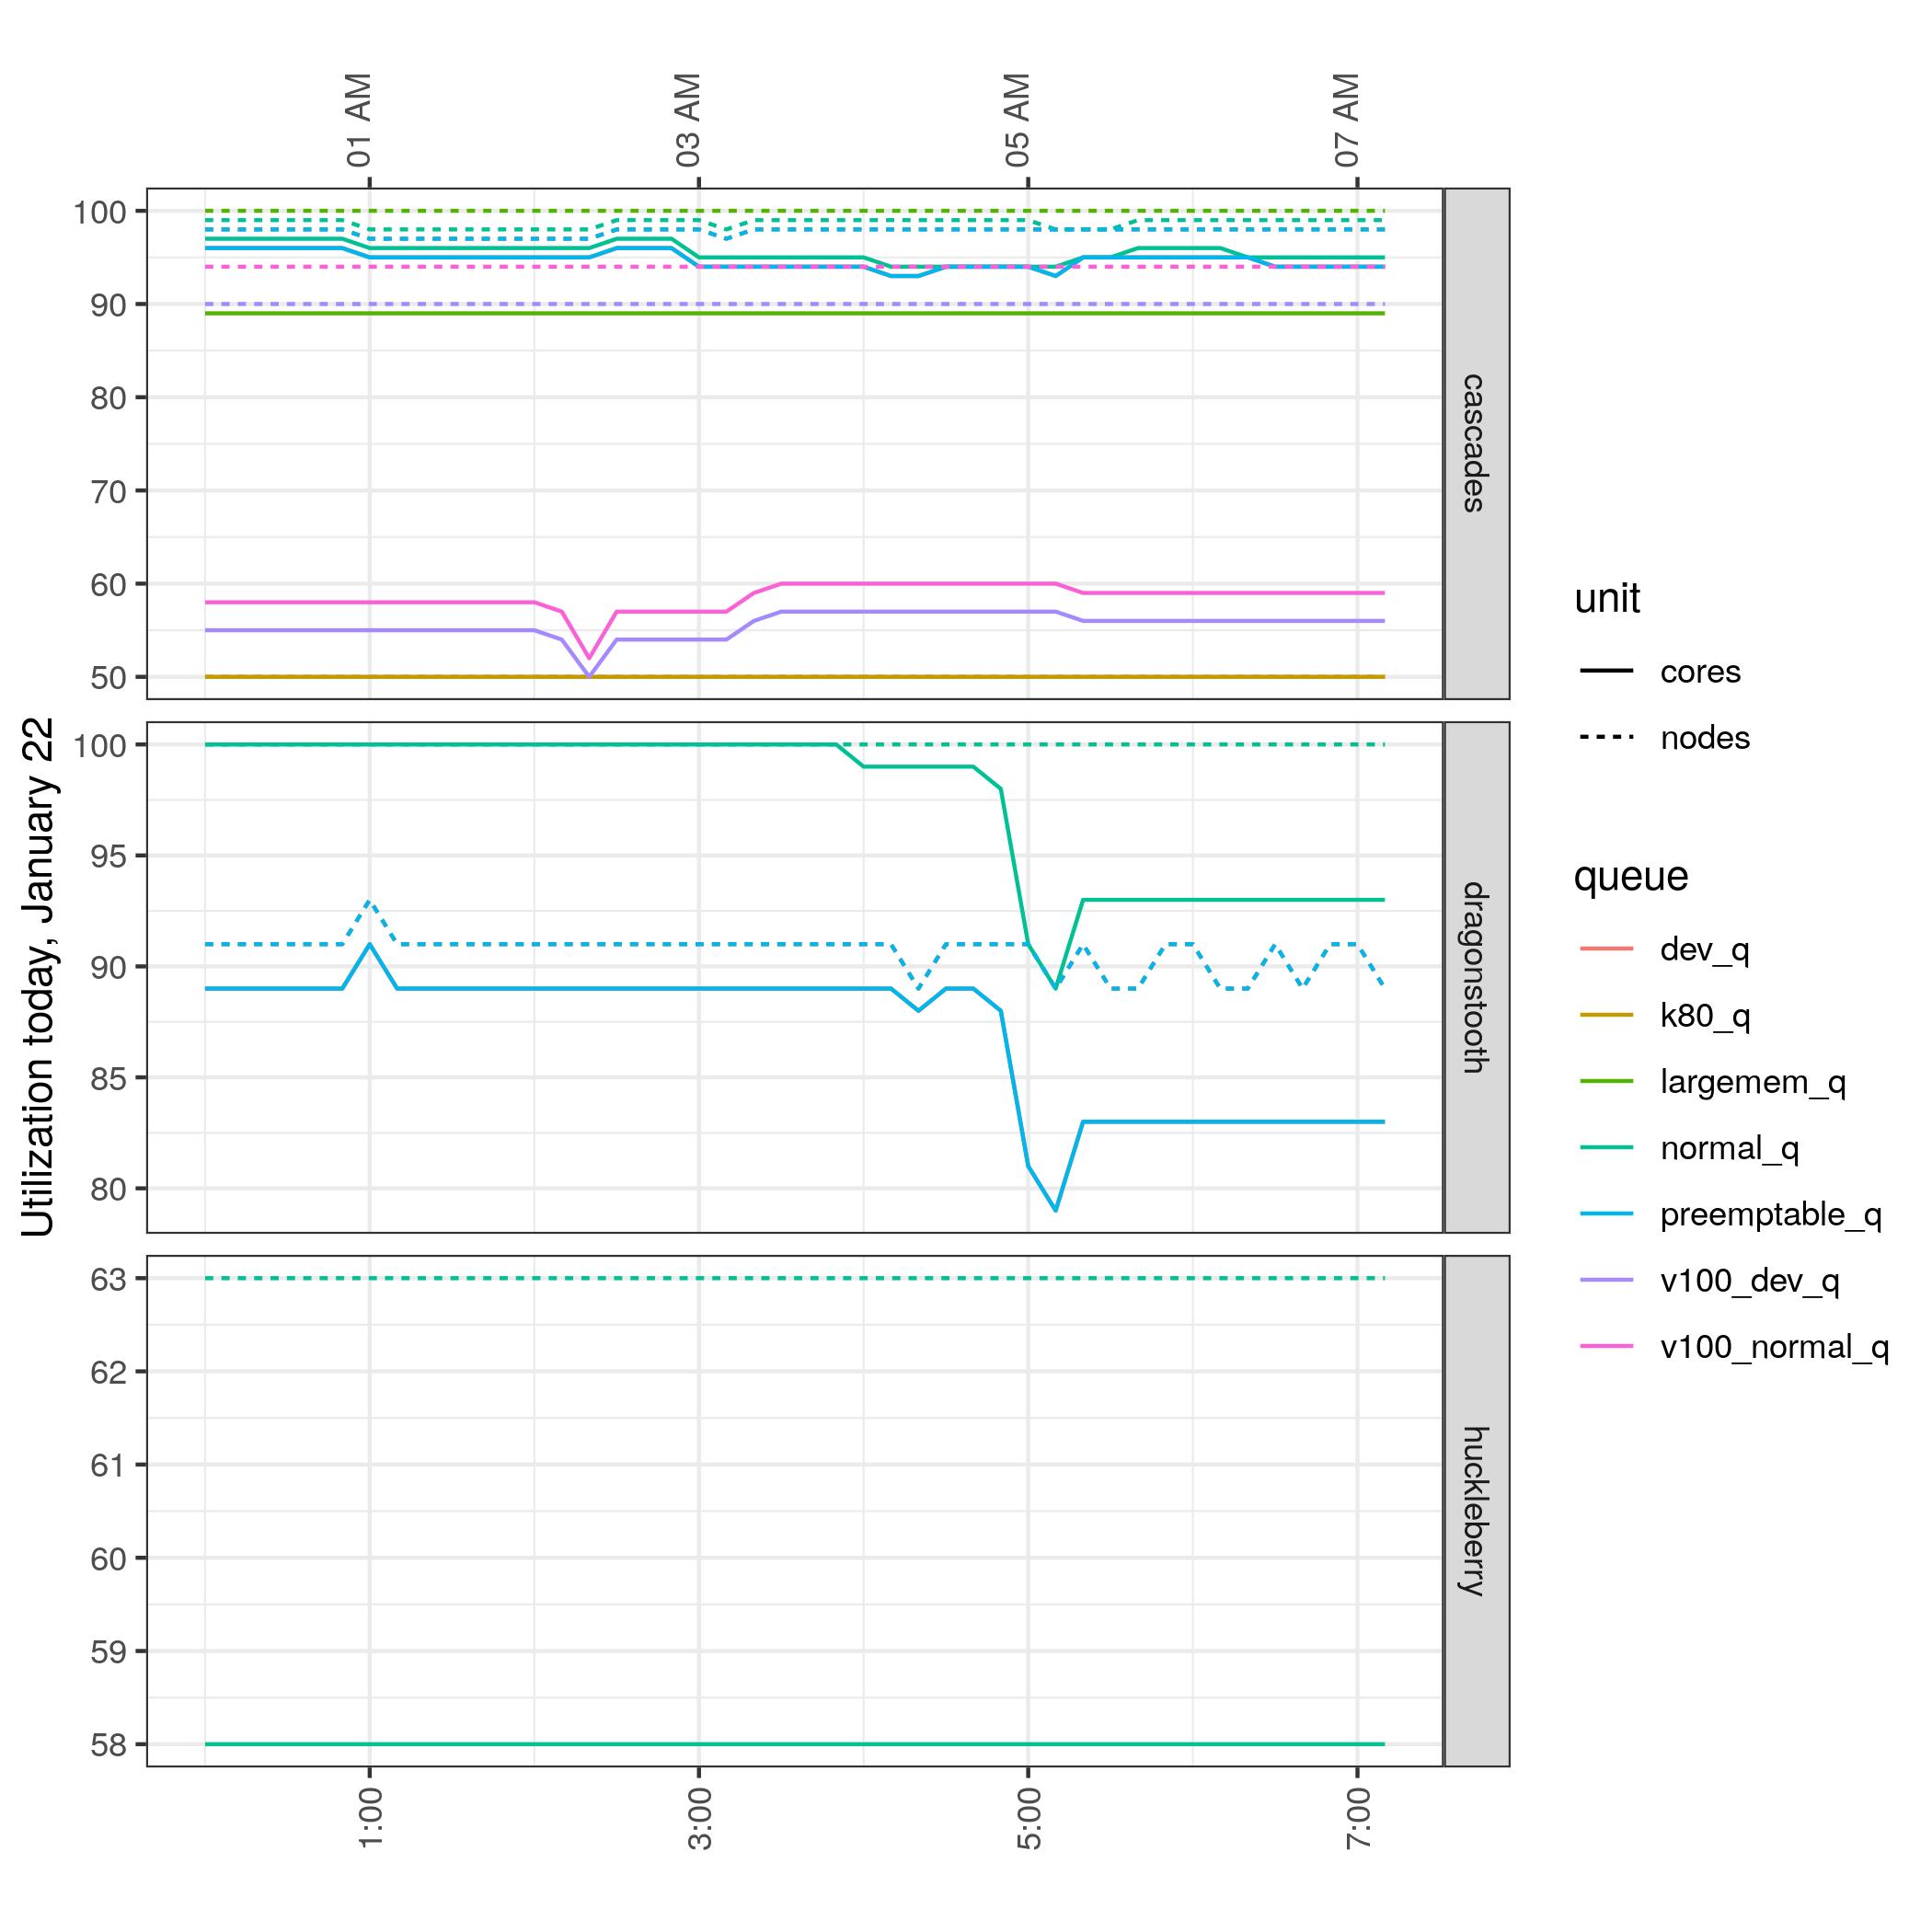 01 AM
03 AM
05 AM
07 AM
Utilization today, January 22
100
90
80
70
60
50
cascades
100
95
90
85
80
dragonstooth
63
62
61
60
59
58
huckleberry
1:00
3:00
5:00
7:00
unit
cores
nodes
queue
dev_q
k80_q
largemem_q
normal_q
preemptable_q
v100_dev_q
v100_normal_q